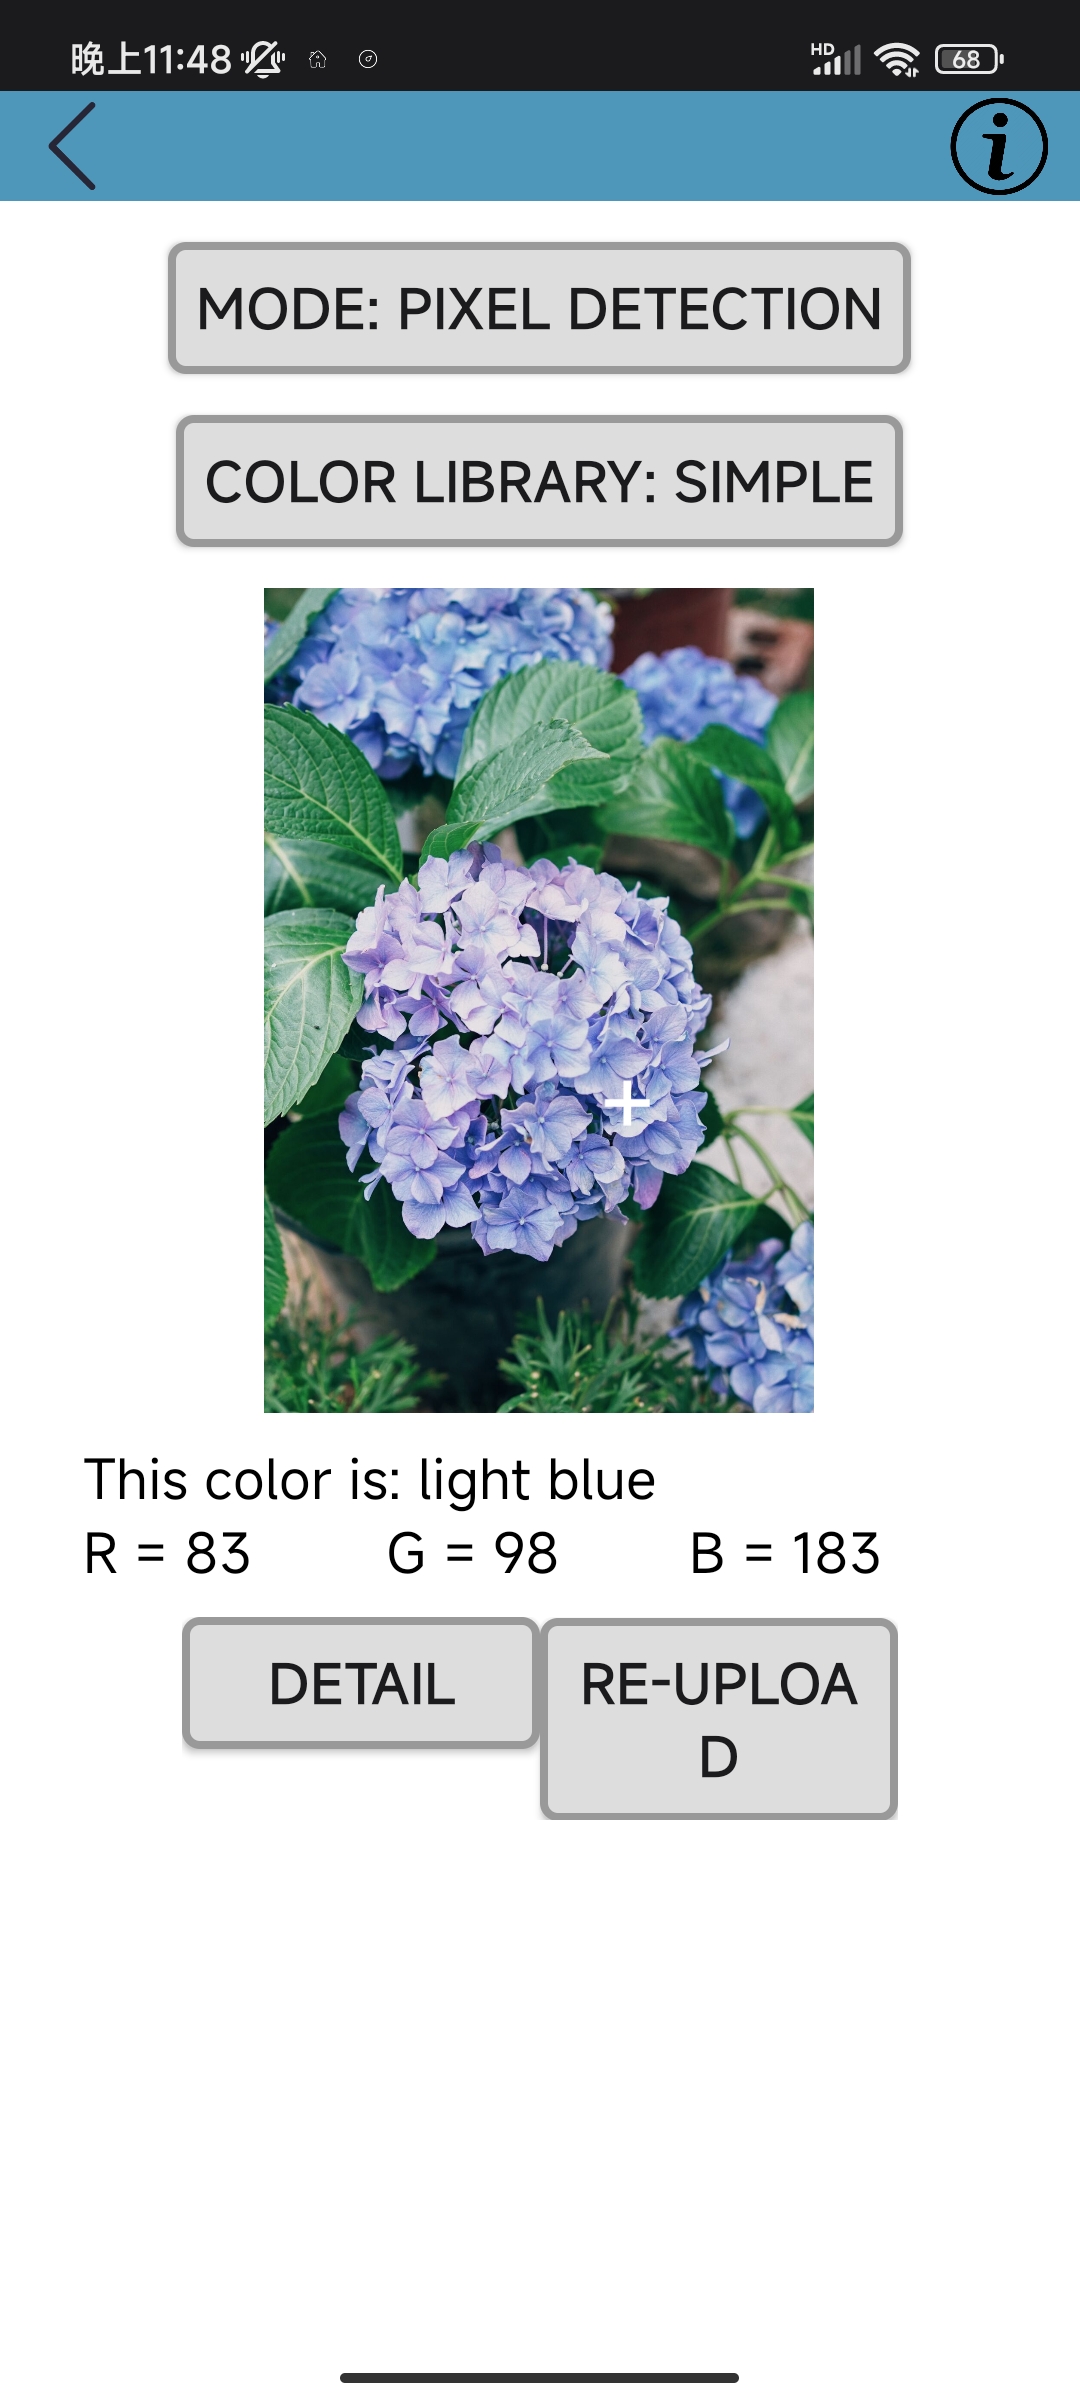 晚上11:48
HD
68
i
MODE: PIXEL DETECTION
COLOR LIBRARY: SIMPLE
This color is: light blue
R = 83 G = 98 B = 183
DETAIL
RE-UPLOA
D